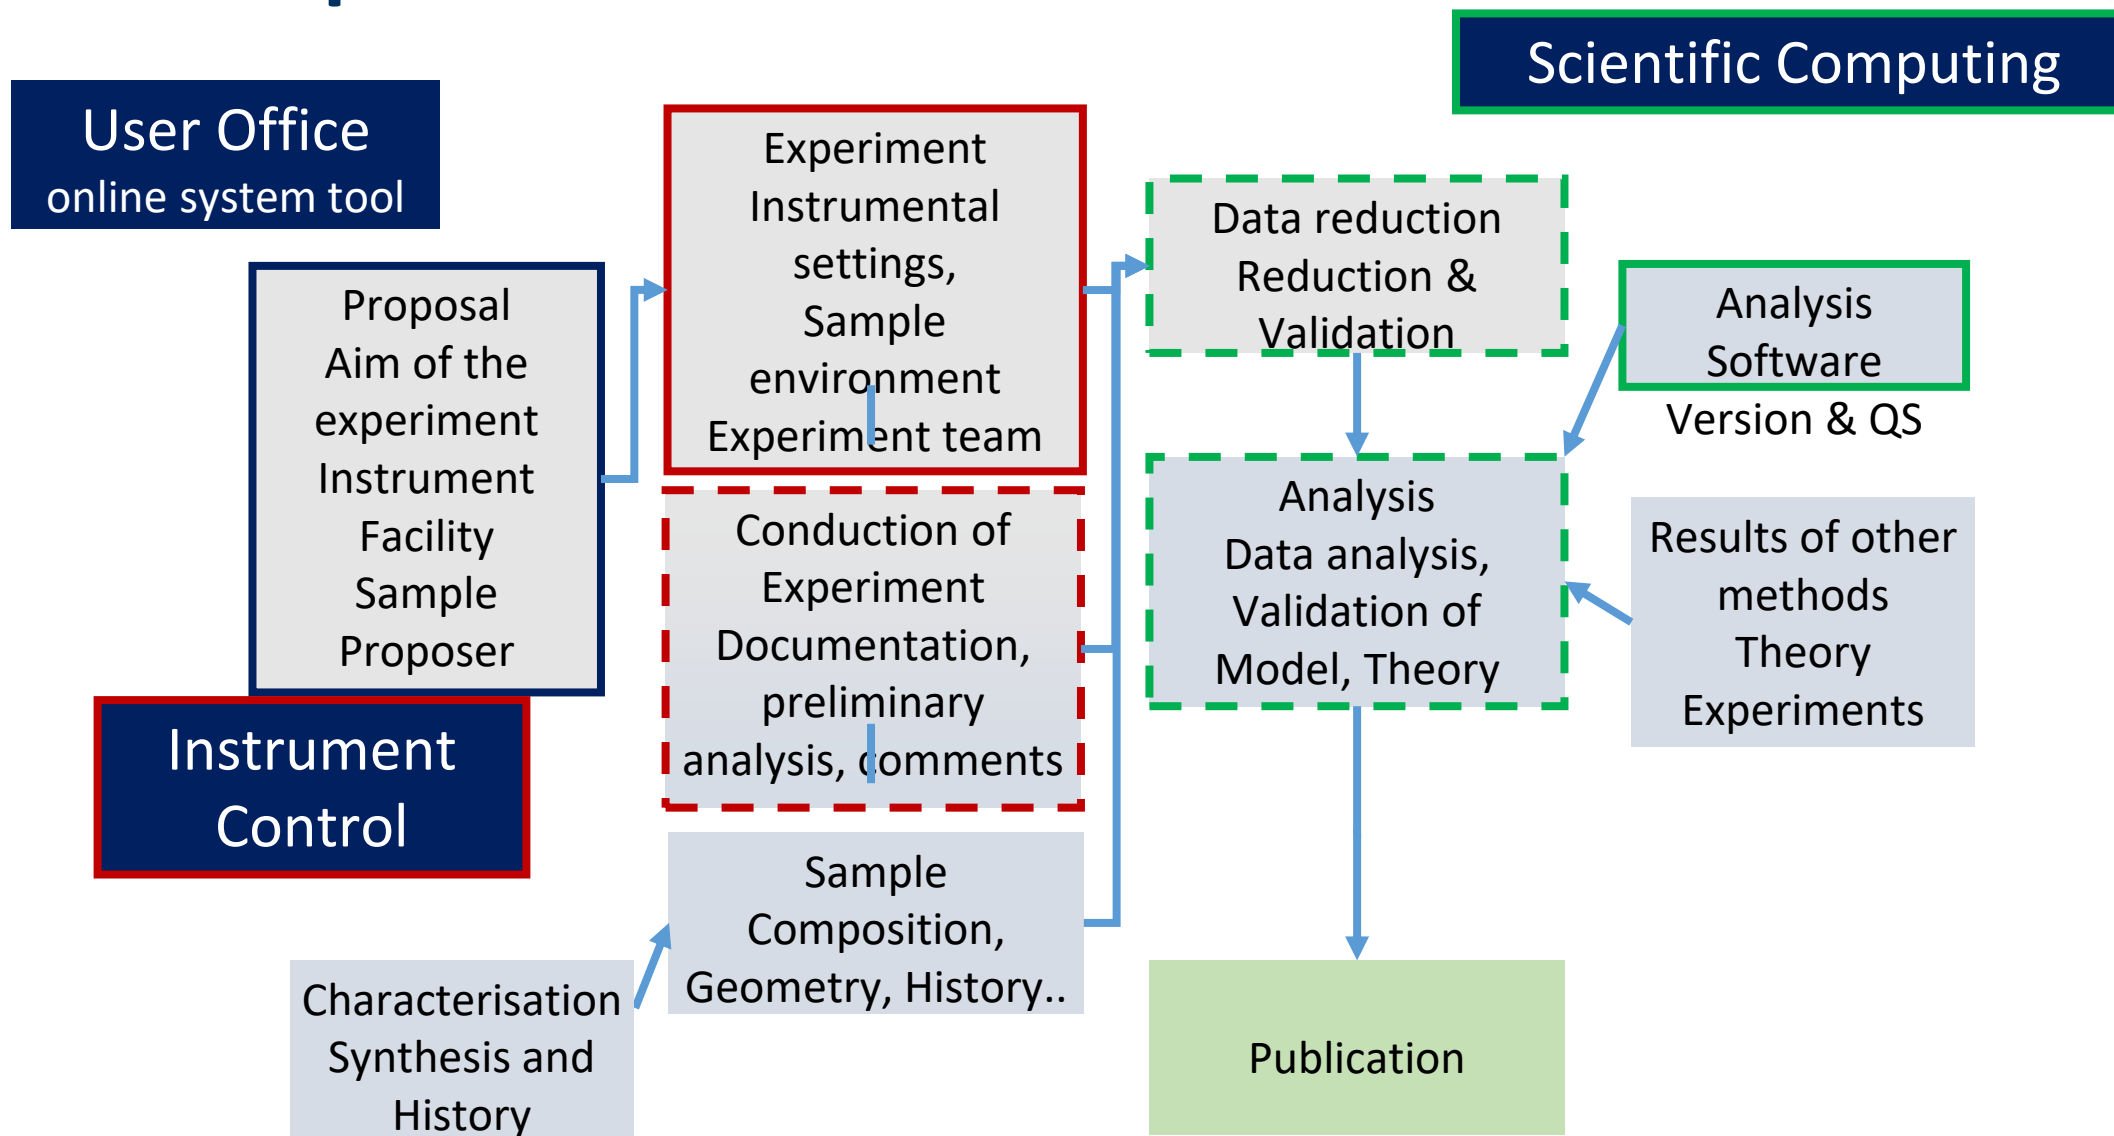 Scientific Computing
User Office
online system tool
Proposal
Aim of the
experiment
Instrument
Facility
Sample
Proposer
Instrument
Control
Experiment
Instrumental
settings,
Sample
environment
Experiment team
Conduction of
Experiment
Documentation,
preliminary
analysis, comments
Sample
Composition,
Geometry, History..
Characterisation
Synthesis and
History
Data reduction
Reduction &
Validation
Analysis
Software
Version & QS
Analysis
Data analysis,
Validation of
Model, Theory
Results of other
methods
Theory
Experiments
Publication